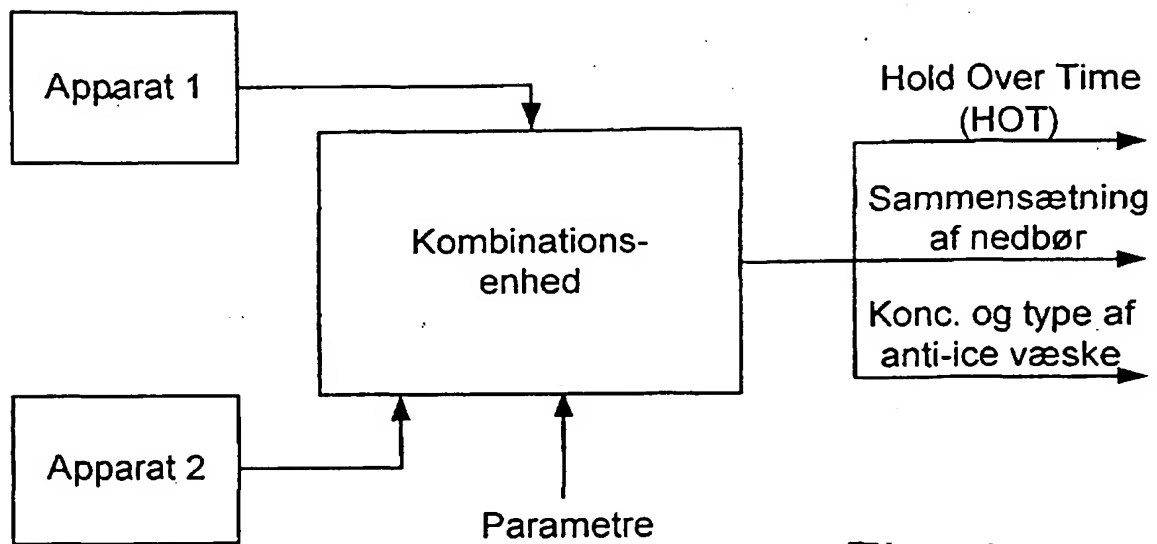 Apparat 1
Hold Over Time
(HOT)
Sammensætning
af nedbør
Kombinations-
enhed
Konc. og type af
anti-ice væske
Apparat 2
Parametre